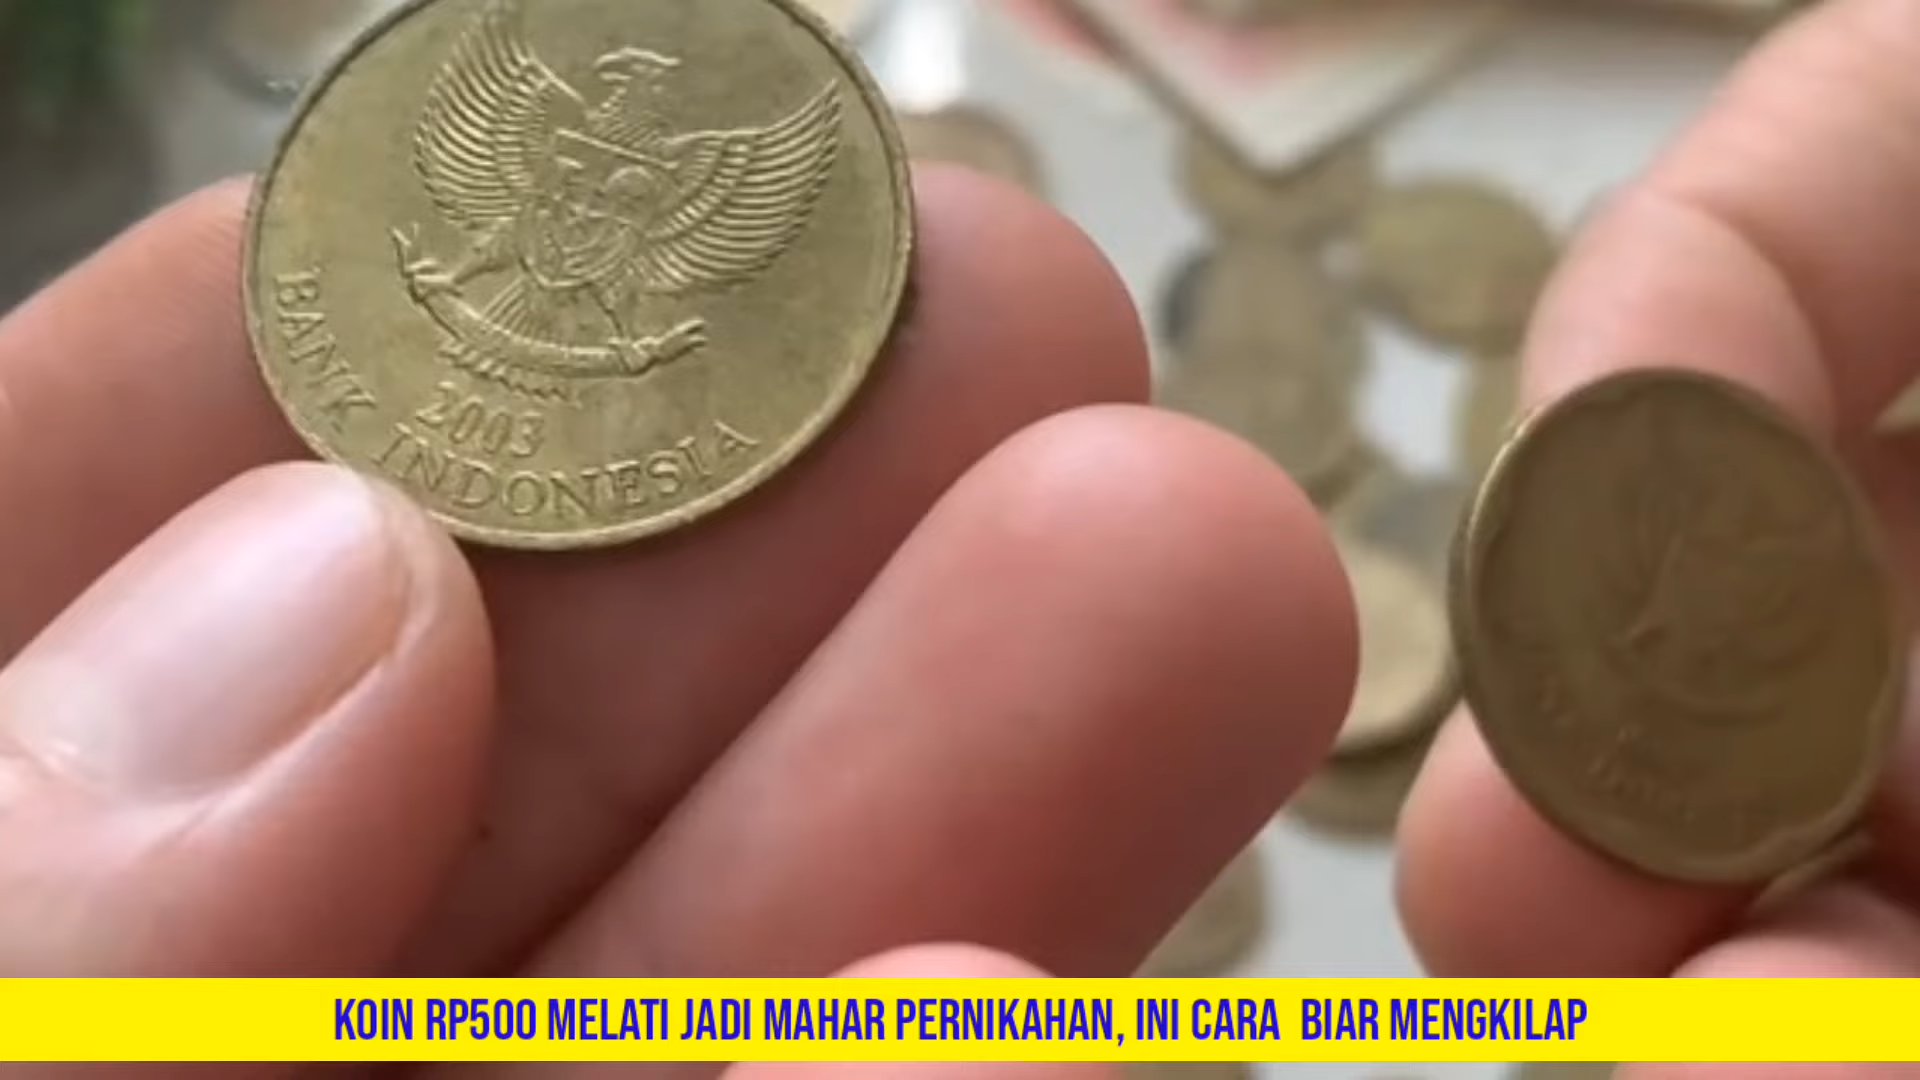 BANK INDONESIA
2003
KOIN RP500 MELATI JADI MAHAR PERNIKAHAN, INI CARA BIAR MENGKILAP